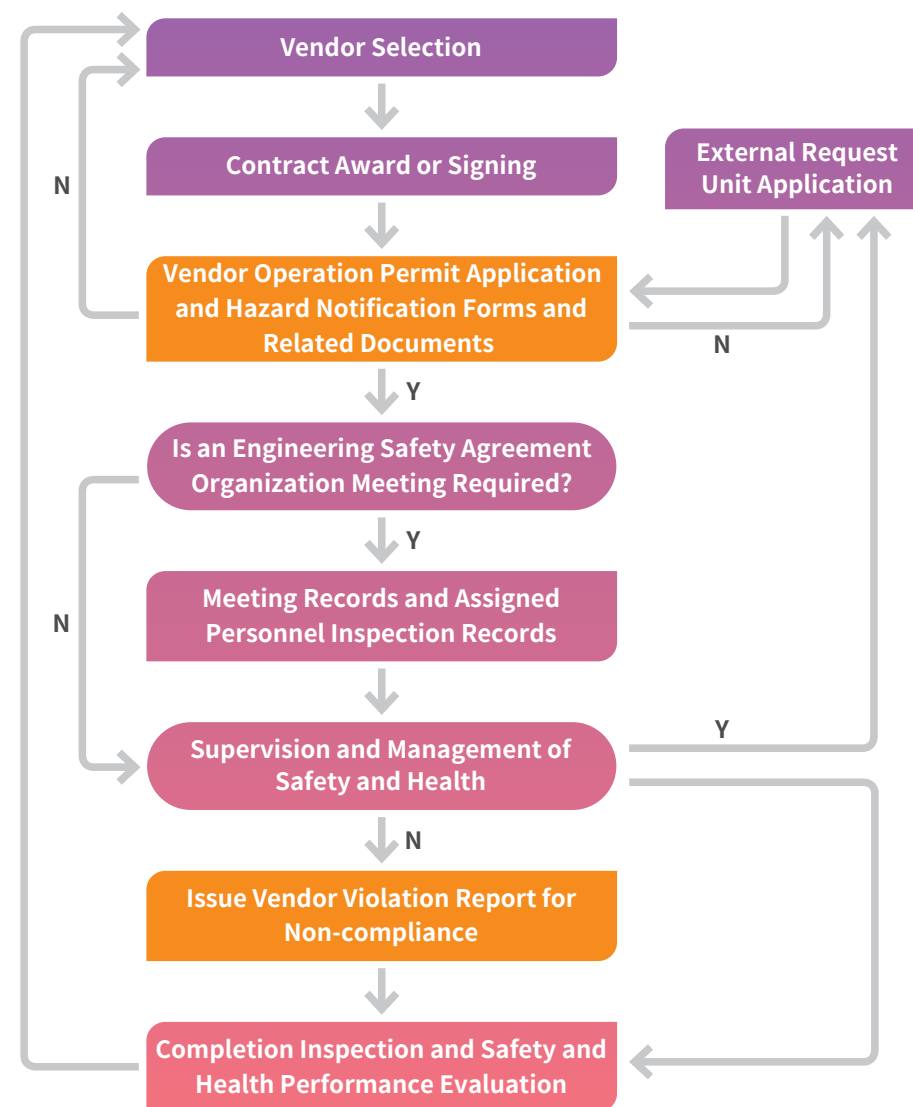 Vendor Selection
Contract Award or Signing
External Request
Unit Application
N
Vendor Operation Permit Application
and Hazard Notification Forms and
Related Documents
N
Y
Is an Engineering Safety Agreement
Organization Meeting Required?
Y
N
Meeting Records and Assigned
Personnel Inspection Records
Y
Supervision and Management of
Safety and Health
N
Issue Vendor Violation Report for
Non-compliance
Completion Inspection and Safety and
Health Performance Evaluation